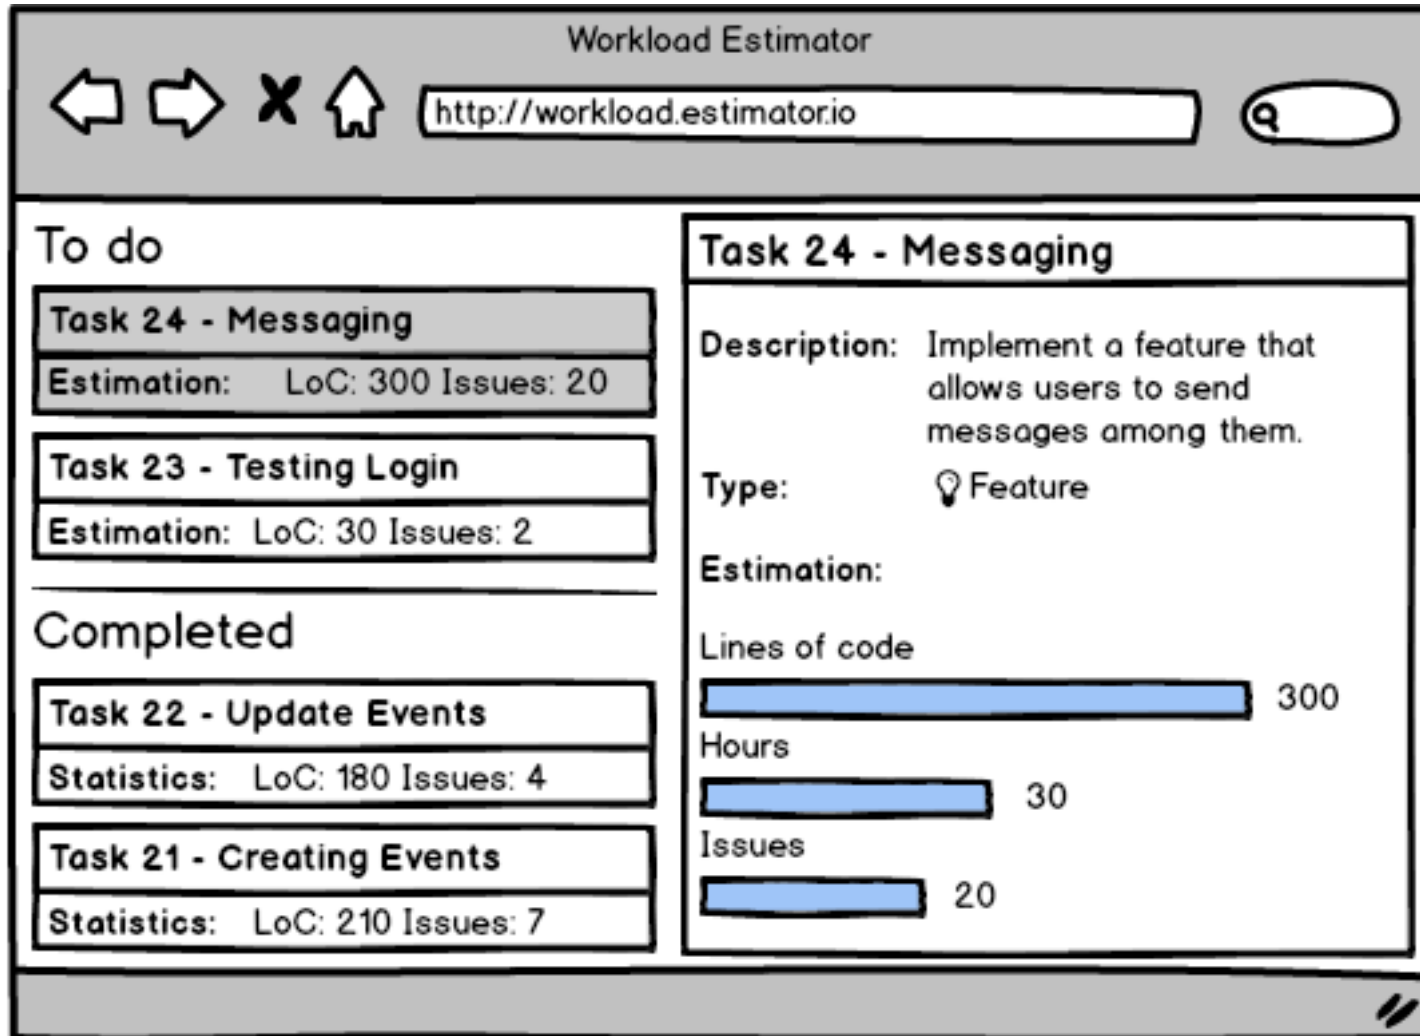 Workload Estimator
http://workload.estimator.io
To do
Task 24 - Messaging
Estimation: LoC: 300 Issues: 20
Task 23 - Testing Login
Estimation: LoC: 30 Issues: 2
Completed
Task 22 - Update Events
Statistics: LoC: 180 Issues: 4
Task 21 - Creating Events
Statistics: LoC: 210 Issues: 7
Task 24 - Messaging
Description: Implement a feature that
allows users to send
messages among them.
Type: Feature
Estimation:
Lines of code
300
Hours
30
Issues
20